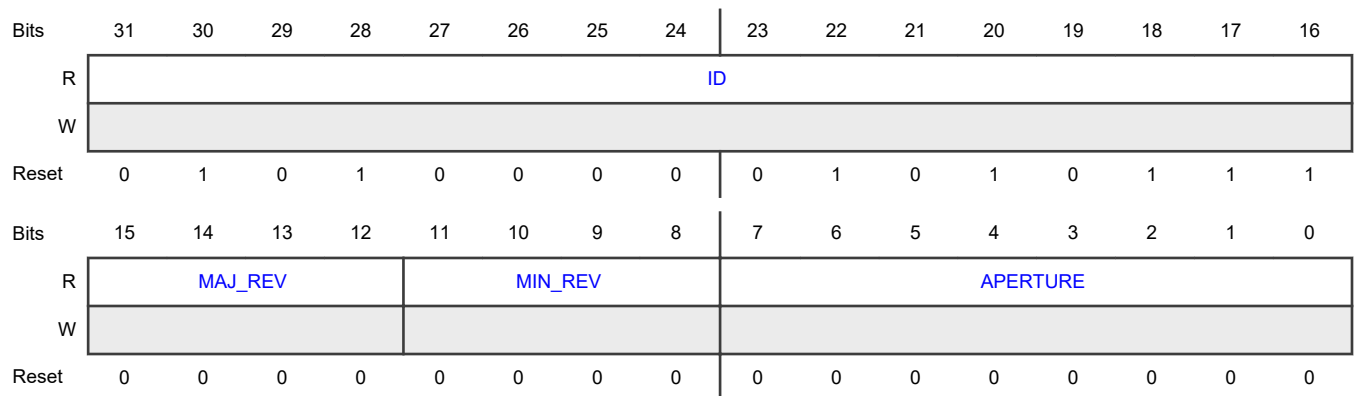 Bits 31 30 29 28 27 26 25 24 23 22 21 20 19 18 17 16
R ID
W
Reset 0 1 0 1 0 0 0 0 0 1 0 1 0 1 1 1
Bits 15 14 13 12 11 10 9 8 7 6 5 4 3 2 1 0
R MAJ_REV MIN_REV APERTURE
W
Reset 0 0 0 0 0 0 0 0 0 0 0 0 0 0 0 0